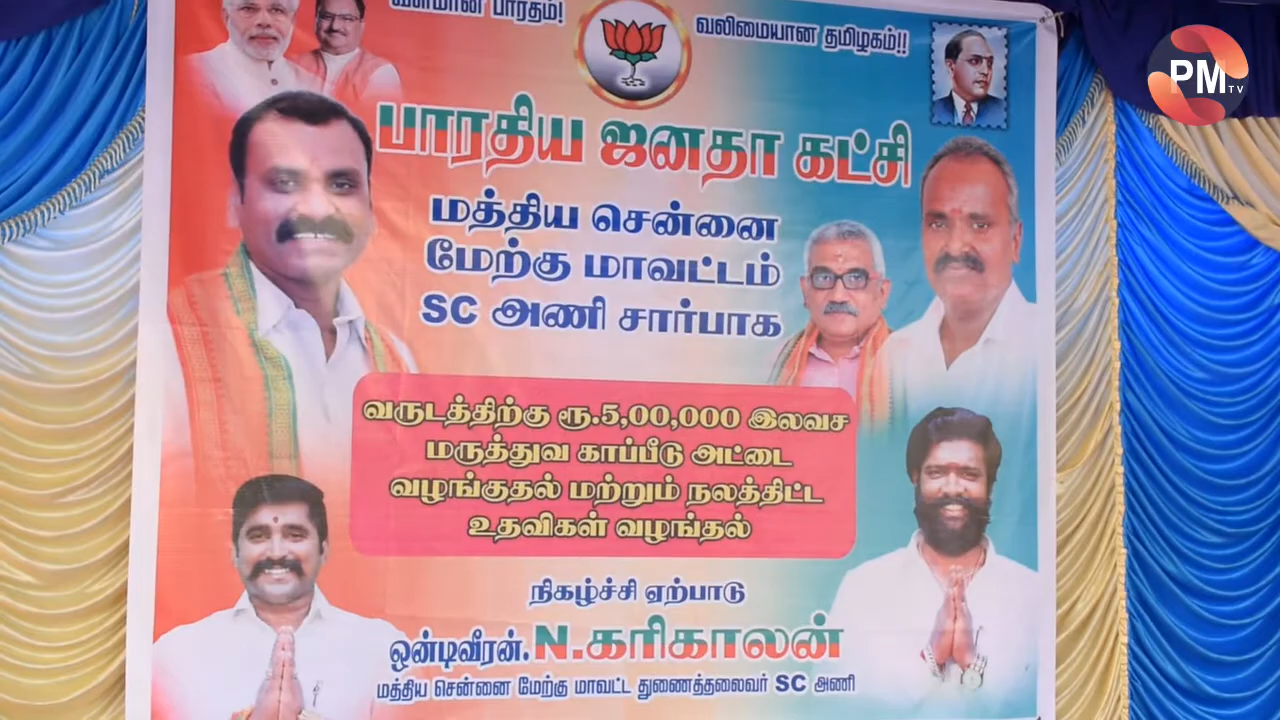 வளமான பாரதம்!
வலிமையான தமிழகம்!!
PM TV
பாரதிய ஜனதா கட்சி
மத்திய சென்னை
மேற்கு மாவட்டம்
SC அணி சார்பாக
வருடத்திற்கு ரூ.5,00,000 இலவச
மருத்துவ காப்பீடு அட்டை
வழங்குதல் மற்றும் நலத்திட்ட
உதவிகள் வழங்தல்
நிகழ்ச்சி ஏற்பாடு
ஒண்டிவீரன். N.கரிகாலன்
மத்திய சென்னை மேற்கு மாவட்ட துணைத்தலைவர் SC அணி